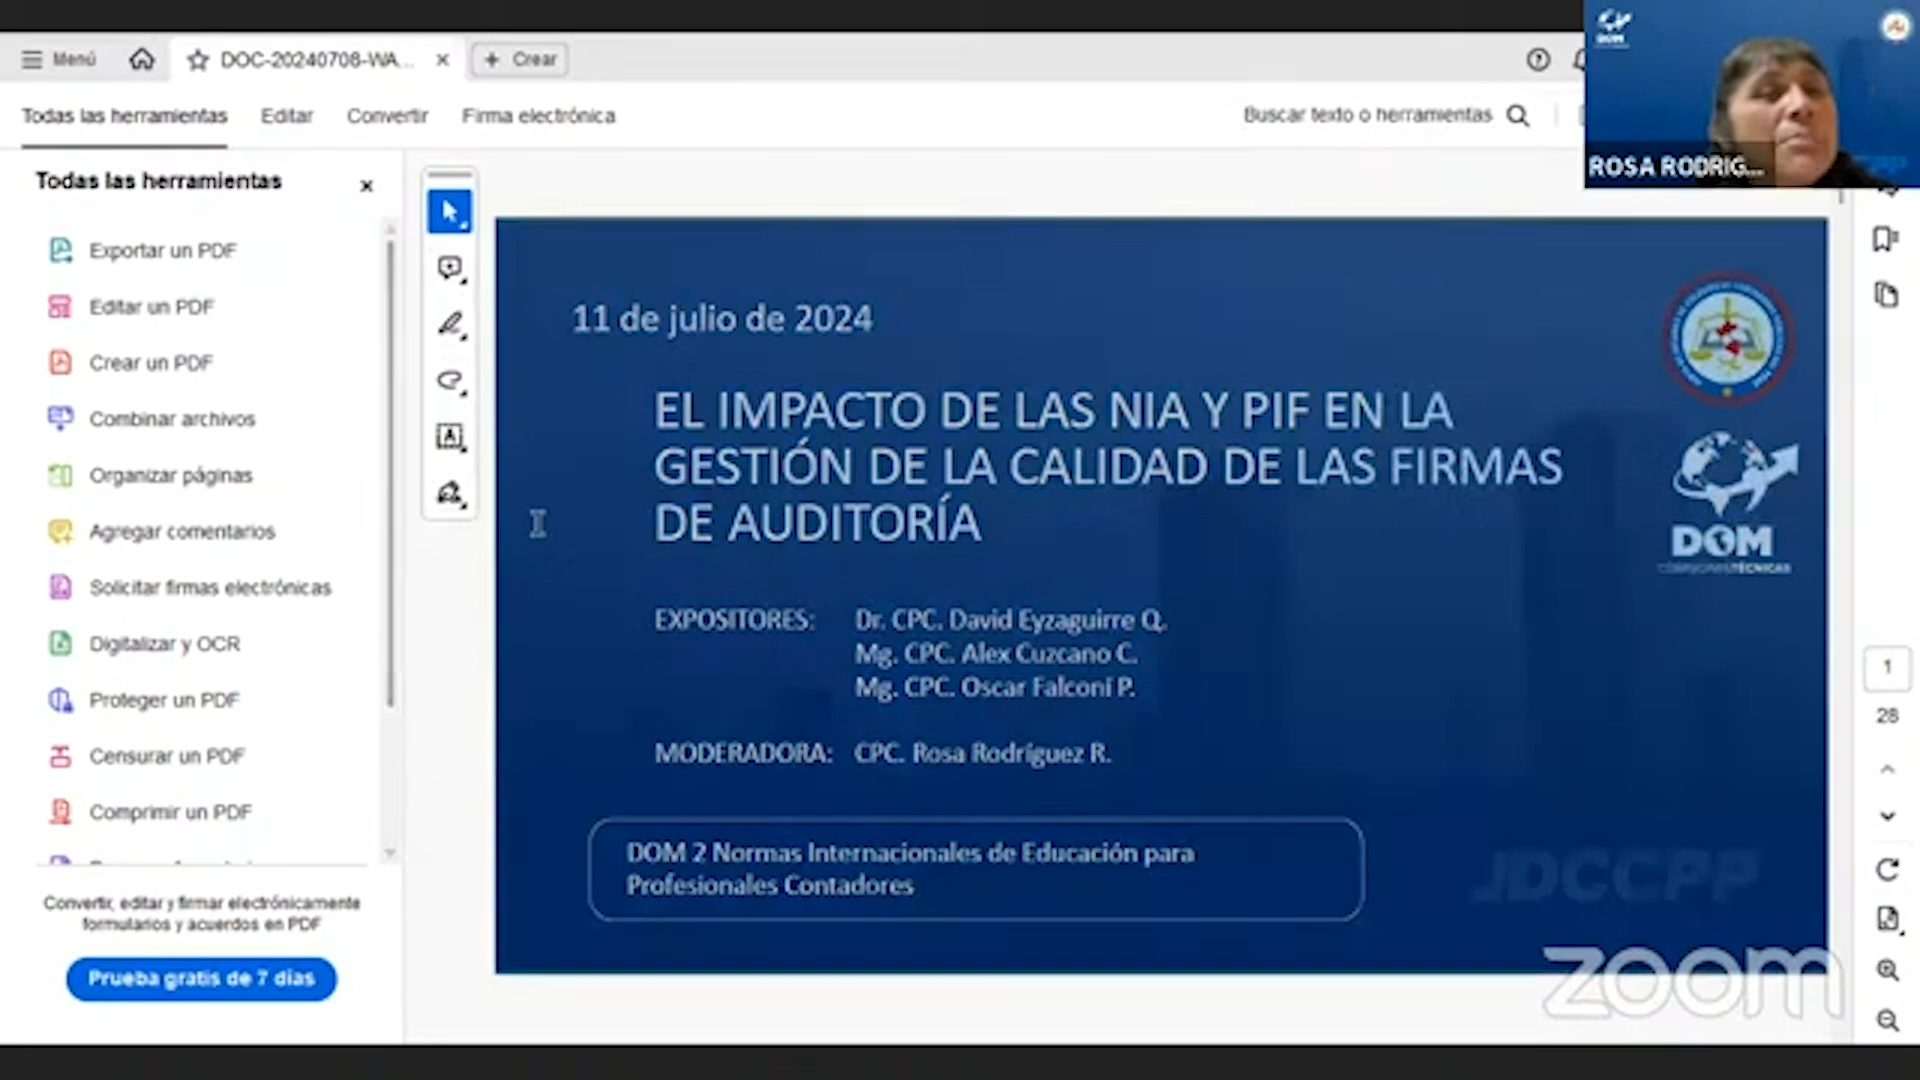 Menú
DOC-20240708-WA...
Crear
DOM
Todas las herramientas
Editar
Convertir
Firma electrónica
Buscar texto o herramientas
ROSA RODRIG...
Todas las herramientas
Exportar un PDF
Editar un PDF
Crear un PDF
Combinar archivos
Organizar páginas
Agregar comentarios
Solicitar firmas electrónicas
Digitalizar y OCR
Proteger un PDF
Censurar un PDF
Comprimir un PDF
Convertir, editar y firmar electrónicamente
formularios y acuerdos en PDF
Prueba gratis de 7 días
11 de julio de 2024
EL IMPACTO DE LAS NIA Y PIF EN LA
GESTIÓN DE LA CALIDAD DE LAS FIRMAS
DE AUDITORÍA
DOM
COMISIONES TÉCNICAS
EXPOSITORES: Dr. CPC. David Eyzaguirre Q.
Mg. CPC. Alex Cuzcano C.
Mg. CPC. Oscar Falconí P.
MODERADORA: CPC. Rosa Rodríguez R.
DOM 2 Normas Internacionales de Educación para
Profesionales Contadores
JDCCPP
zoom
1
28